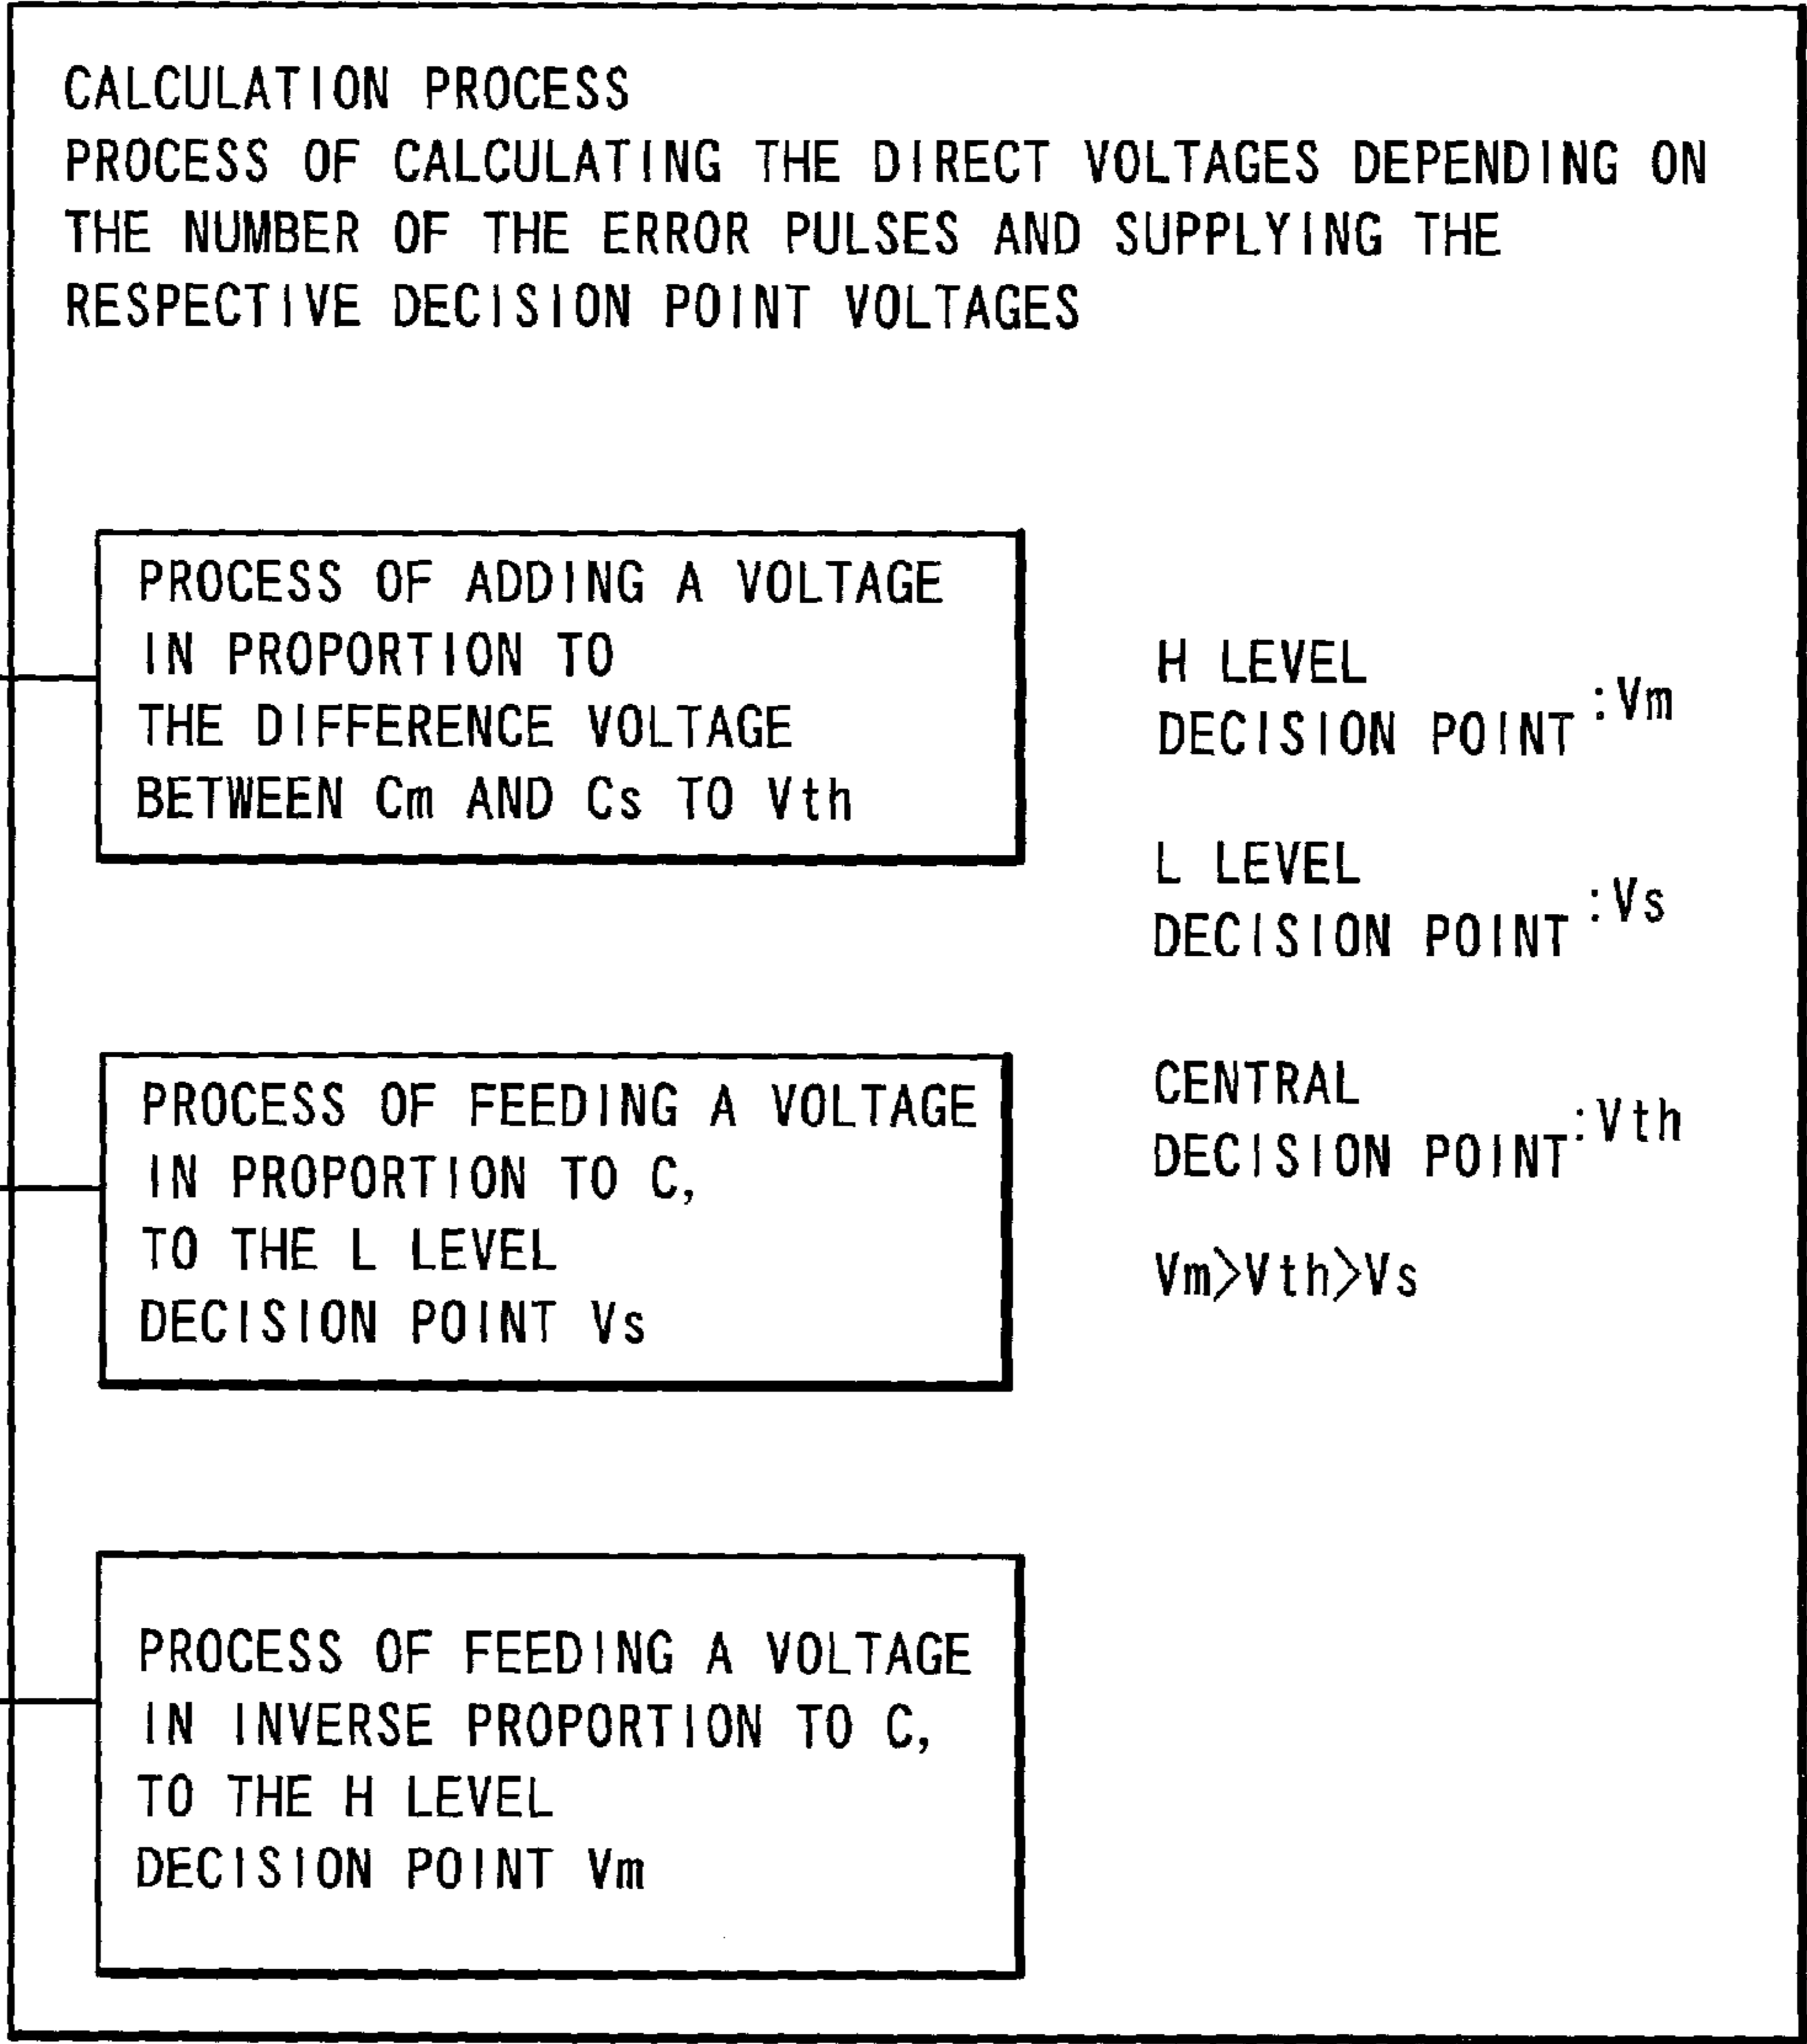 CALCULATION PROCESS
PROCESS OF CALCULATING THE DIRECT VOLTAGES DEPENDING ON
THE NUMBER OF THE ERROR PULSES AND SUPPLYING THE
RESPECTIVE DECISION POINT VOLTAGES
PROCESS OF ADDING A VOLTAGE
IN PROPORTION TO
THE DIFFERENCE VOLTAGE
BETWEEN Cm AND Cs TO Vth
H LEVEL
DECISION POINT :Vm
L LEVEL
DECISION POINT :Vs
PROCESS OF FEEDING A VOLTAGE
IN PROPORTION TO C,
TO THE L LEVEL
DECISION POINT Vs
CENTRAL
DECISION POINT :Vth
Vm>Vth>Vs
PROCESS OF FEEDING A VOLTAGE
IN INVERSE PROPORTION TO C,
TO THE H LEVEL
DECISION POINT Vm